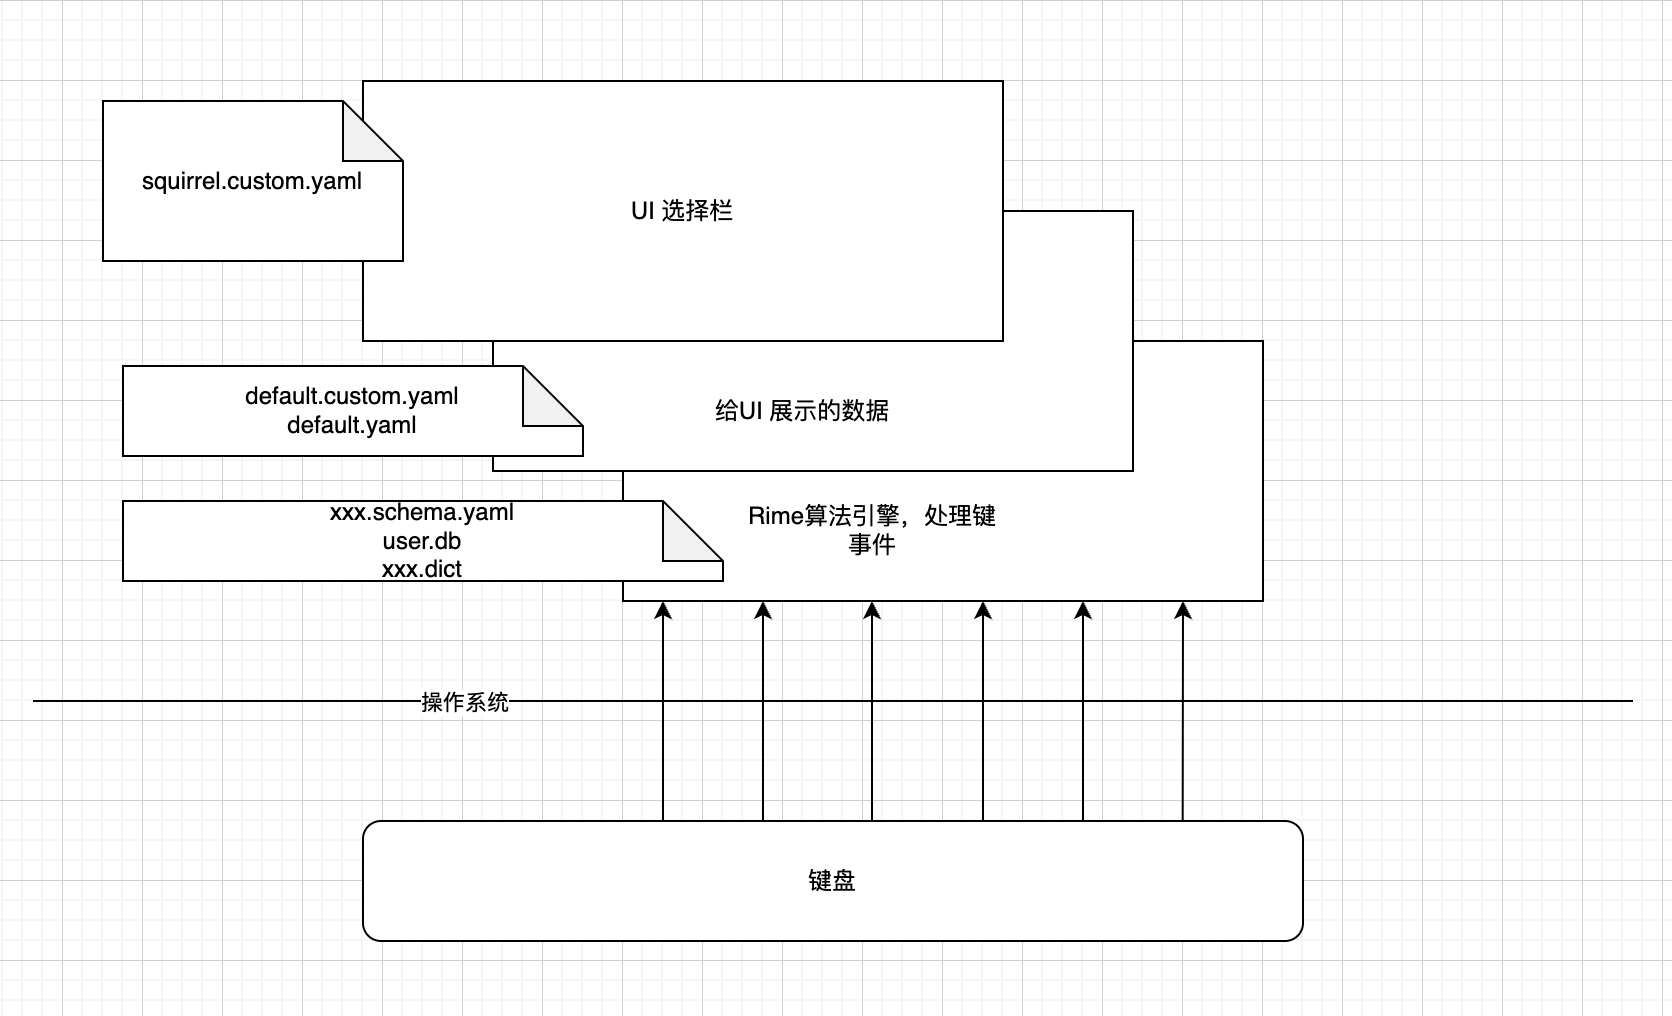 squirrel.custom.yaml
UI 选择栏
default.custom.yaml
default.yaml
给UI 展示的数据
xxx.schema.yaml
user.db
xxx.dict
Rime算法引擎，处理键
事件
操作系统
键盘